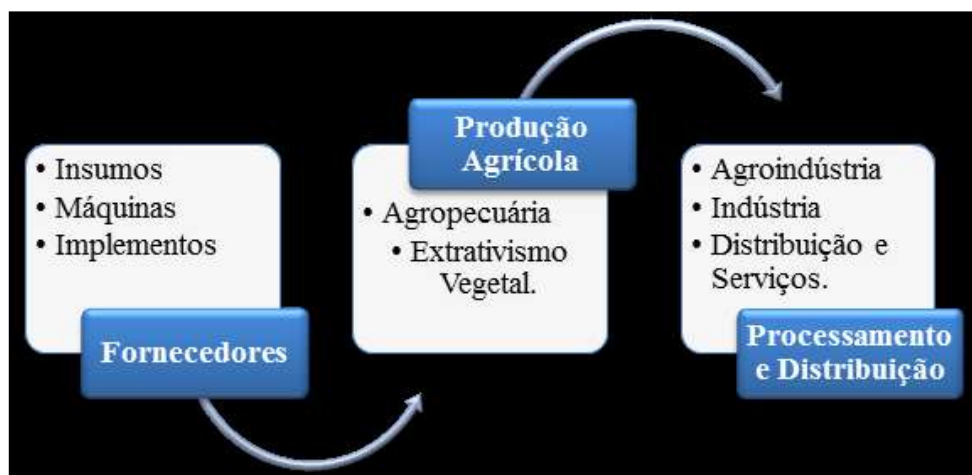 • Insumos
• Máquinas
• Implementos
Fornecedores
Produção
Agrícola
• Agropecuária
• Extrativismo
Vegetal.
• Agroindústria
• Indústria
• Distribuição e
Serviços.
Processamento
e Distribuição